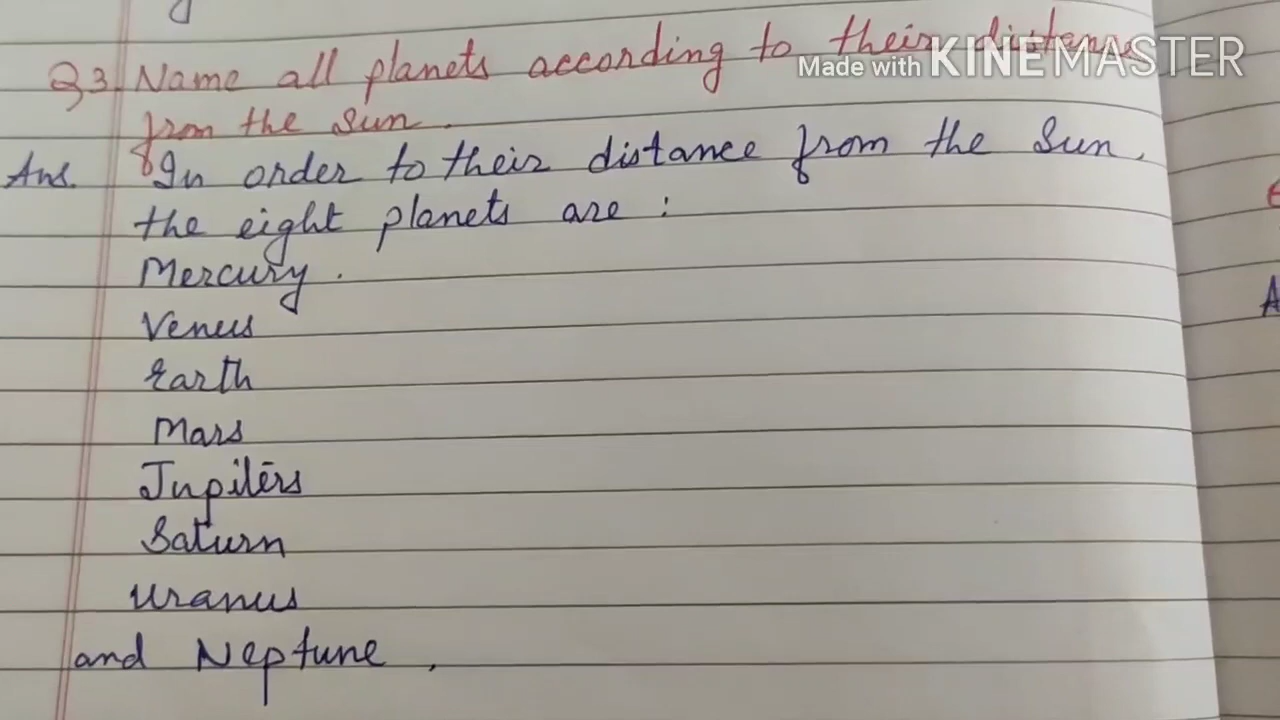 Q3. Name all planets according to their distance
Made with KINEMASTER
from the Sun.
Ans. In order to their distance from the Sun,
the eight planets are :
Mercury.
Venus
Earth
Mars
Jupiters
Saturn
Uranus
and Neptune.